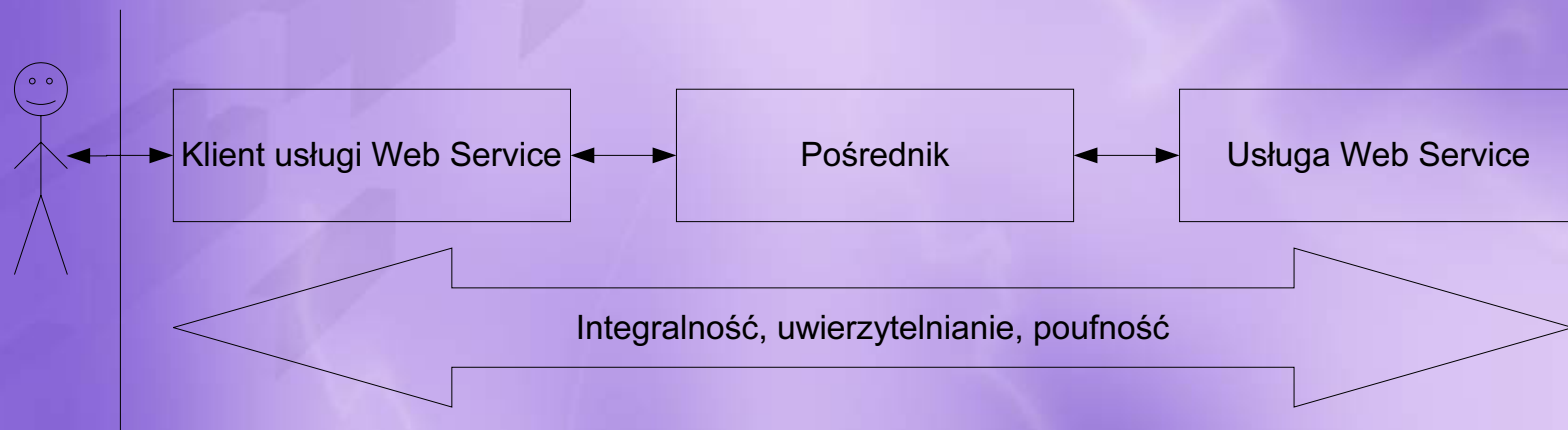 Klient usługi Web Service
Pośrednik
Usługa Web Service
Integralność, uwierzytelnianie, poufność